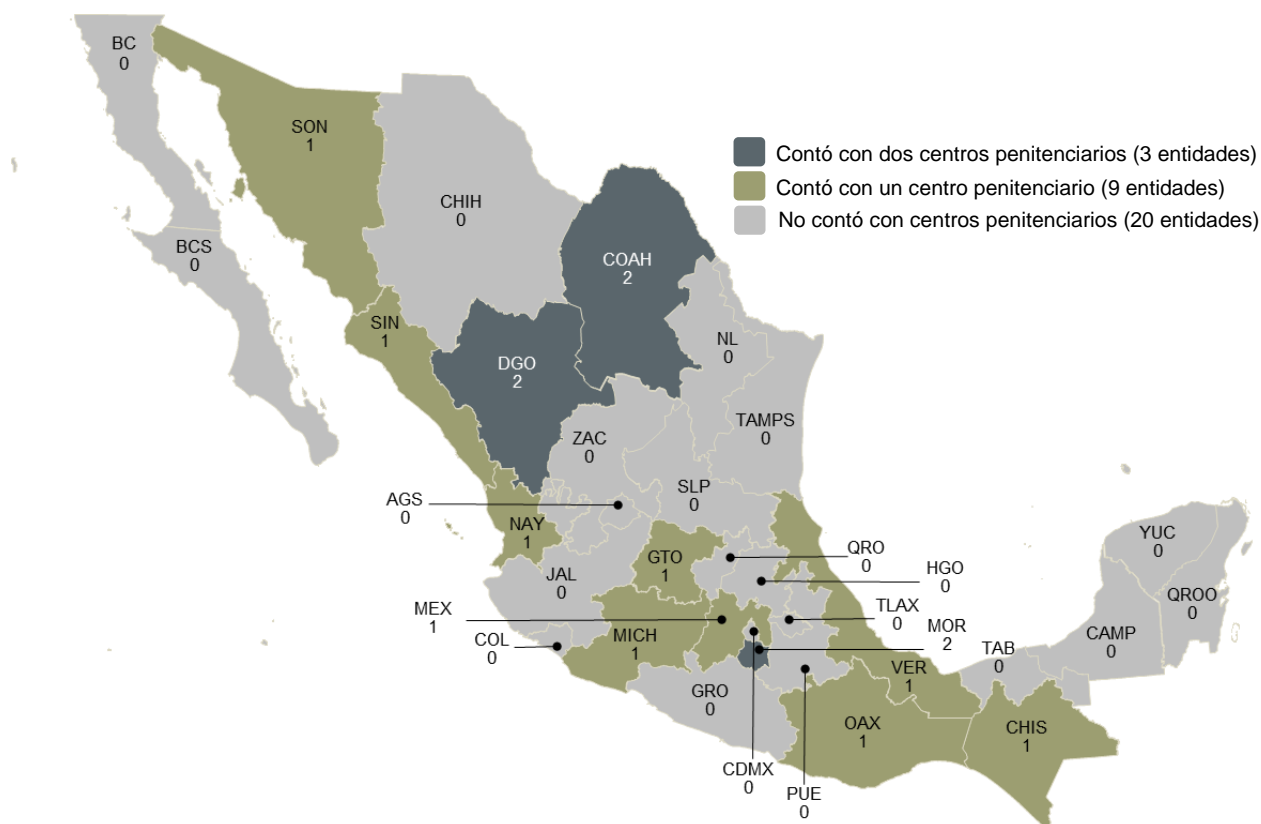 BC
0
SON
1
CHIH
0
BCS
0
COAH
2
SIN
1
DGO
2
NL
0
TAMPS
0
ZAC
0
SLP
0
AGS
0
NAY
1
GTO
1
QRO
0
HGO
0
JAL
0
MEX
1
TLAX
0
MOR
2
COL
0
MICH
1
GRO
0
VER
1
TAB
0
CAMP
0
YUC
0
QROO
0
OAX
1
CHIS
1
CDMX
0
PUE
0
Contó con dos centros penitenciarios (3 entidades)
Contó con un centro penitenciario (9 entidades)
No contó con centros penitenciarios (20 entidades)